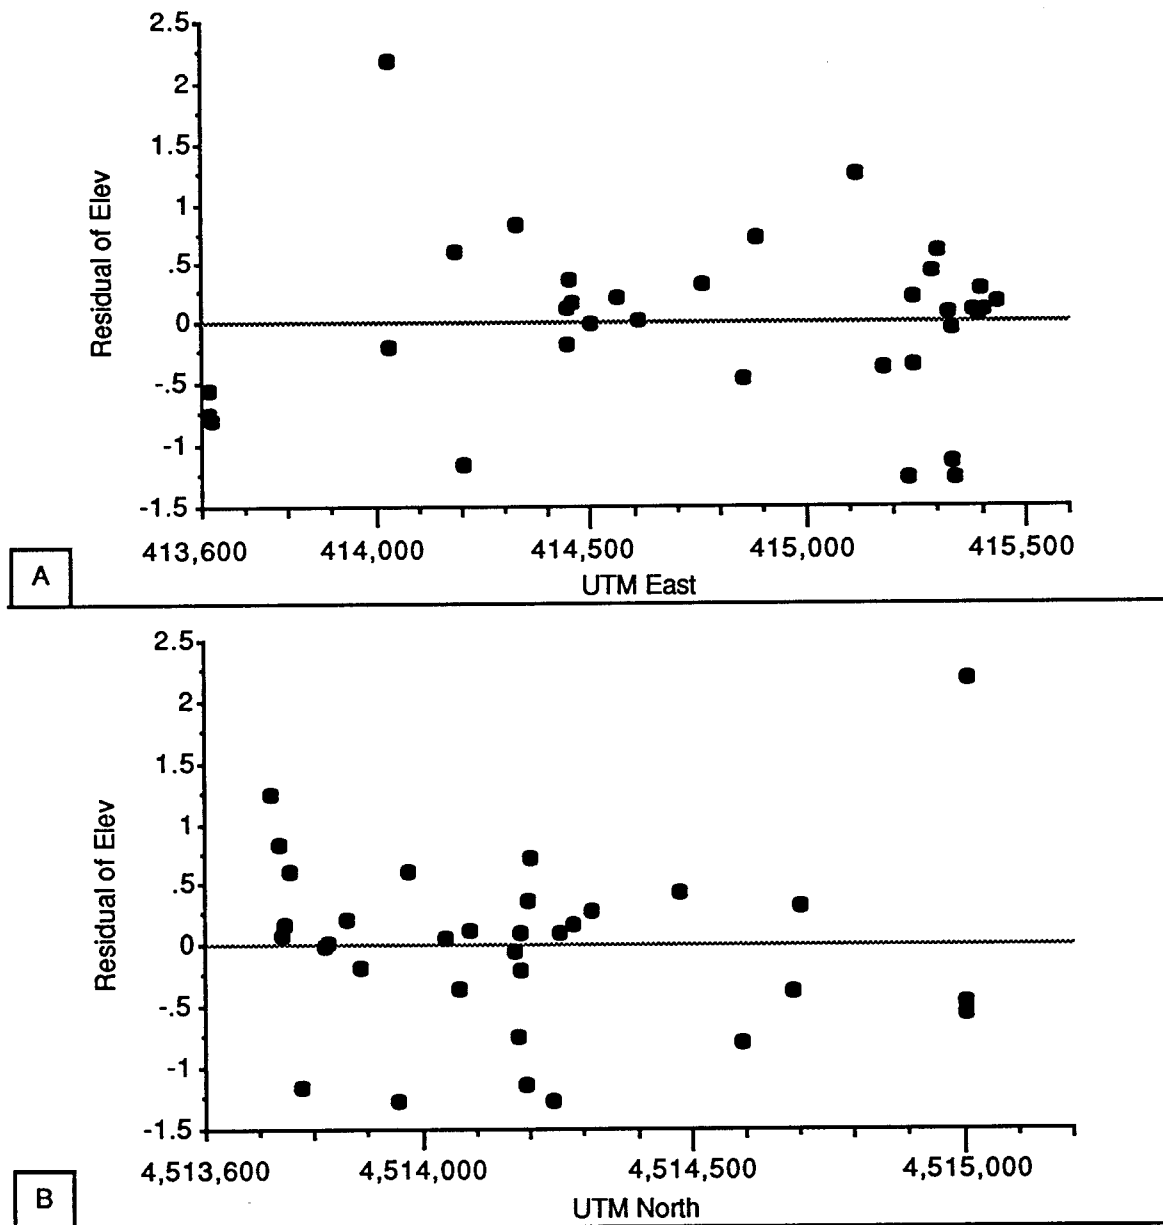 2.5
2
1.5
1
.5
0
-.5
-1
-1.5
Residual of Elev
413,600 414,000 414,500 415,000 415,500
UTM East
A
2.5
2
1.5
1
.5
0
-.5
-1
-1.5
Residual of Elev
4,513,600 4,514,000 4,514,500 4,515,000
UTM North
B